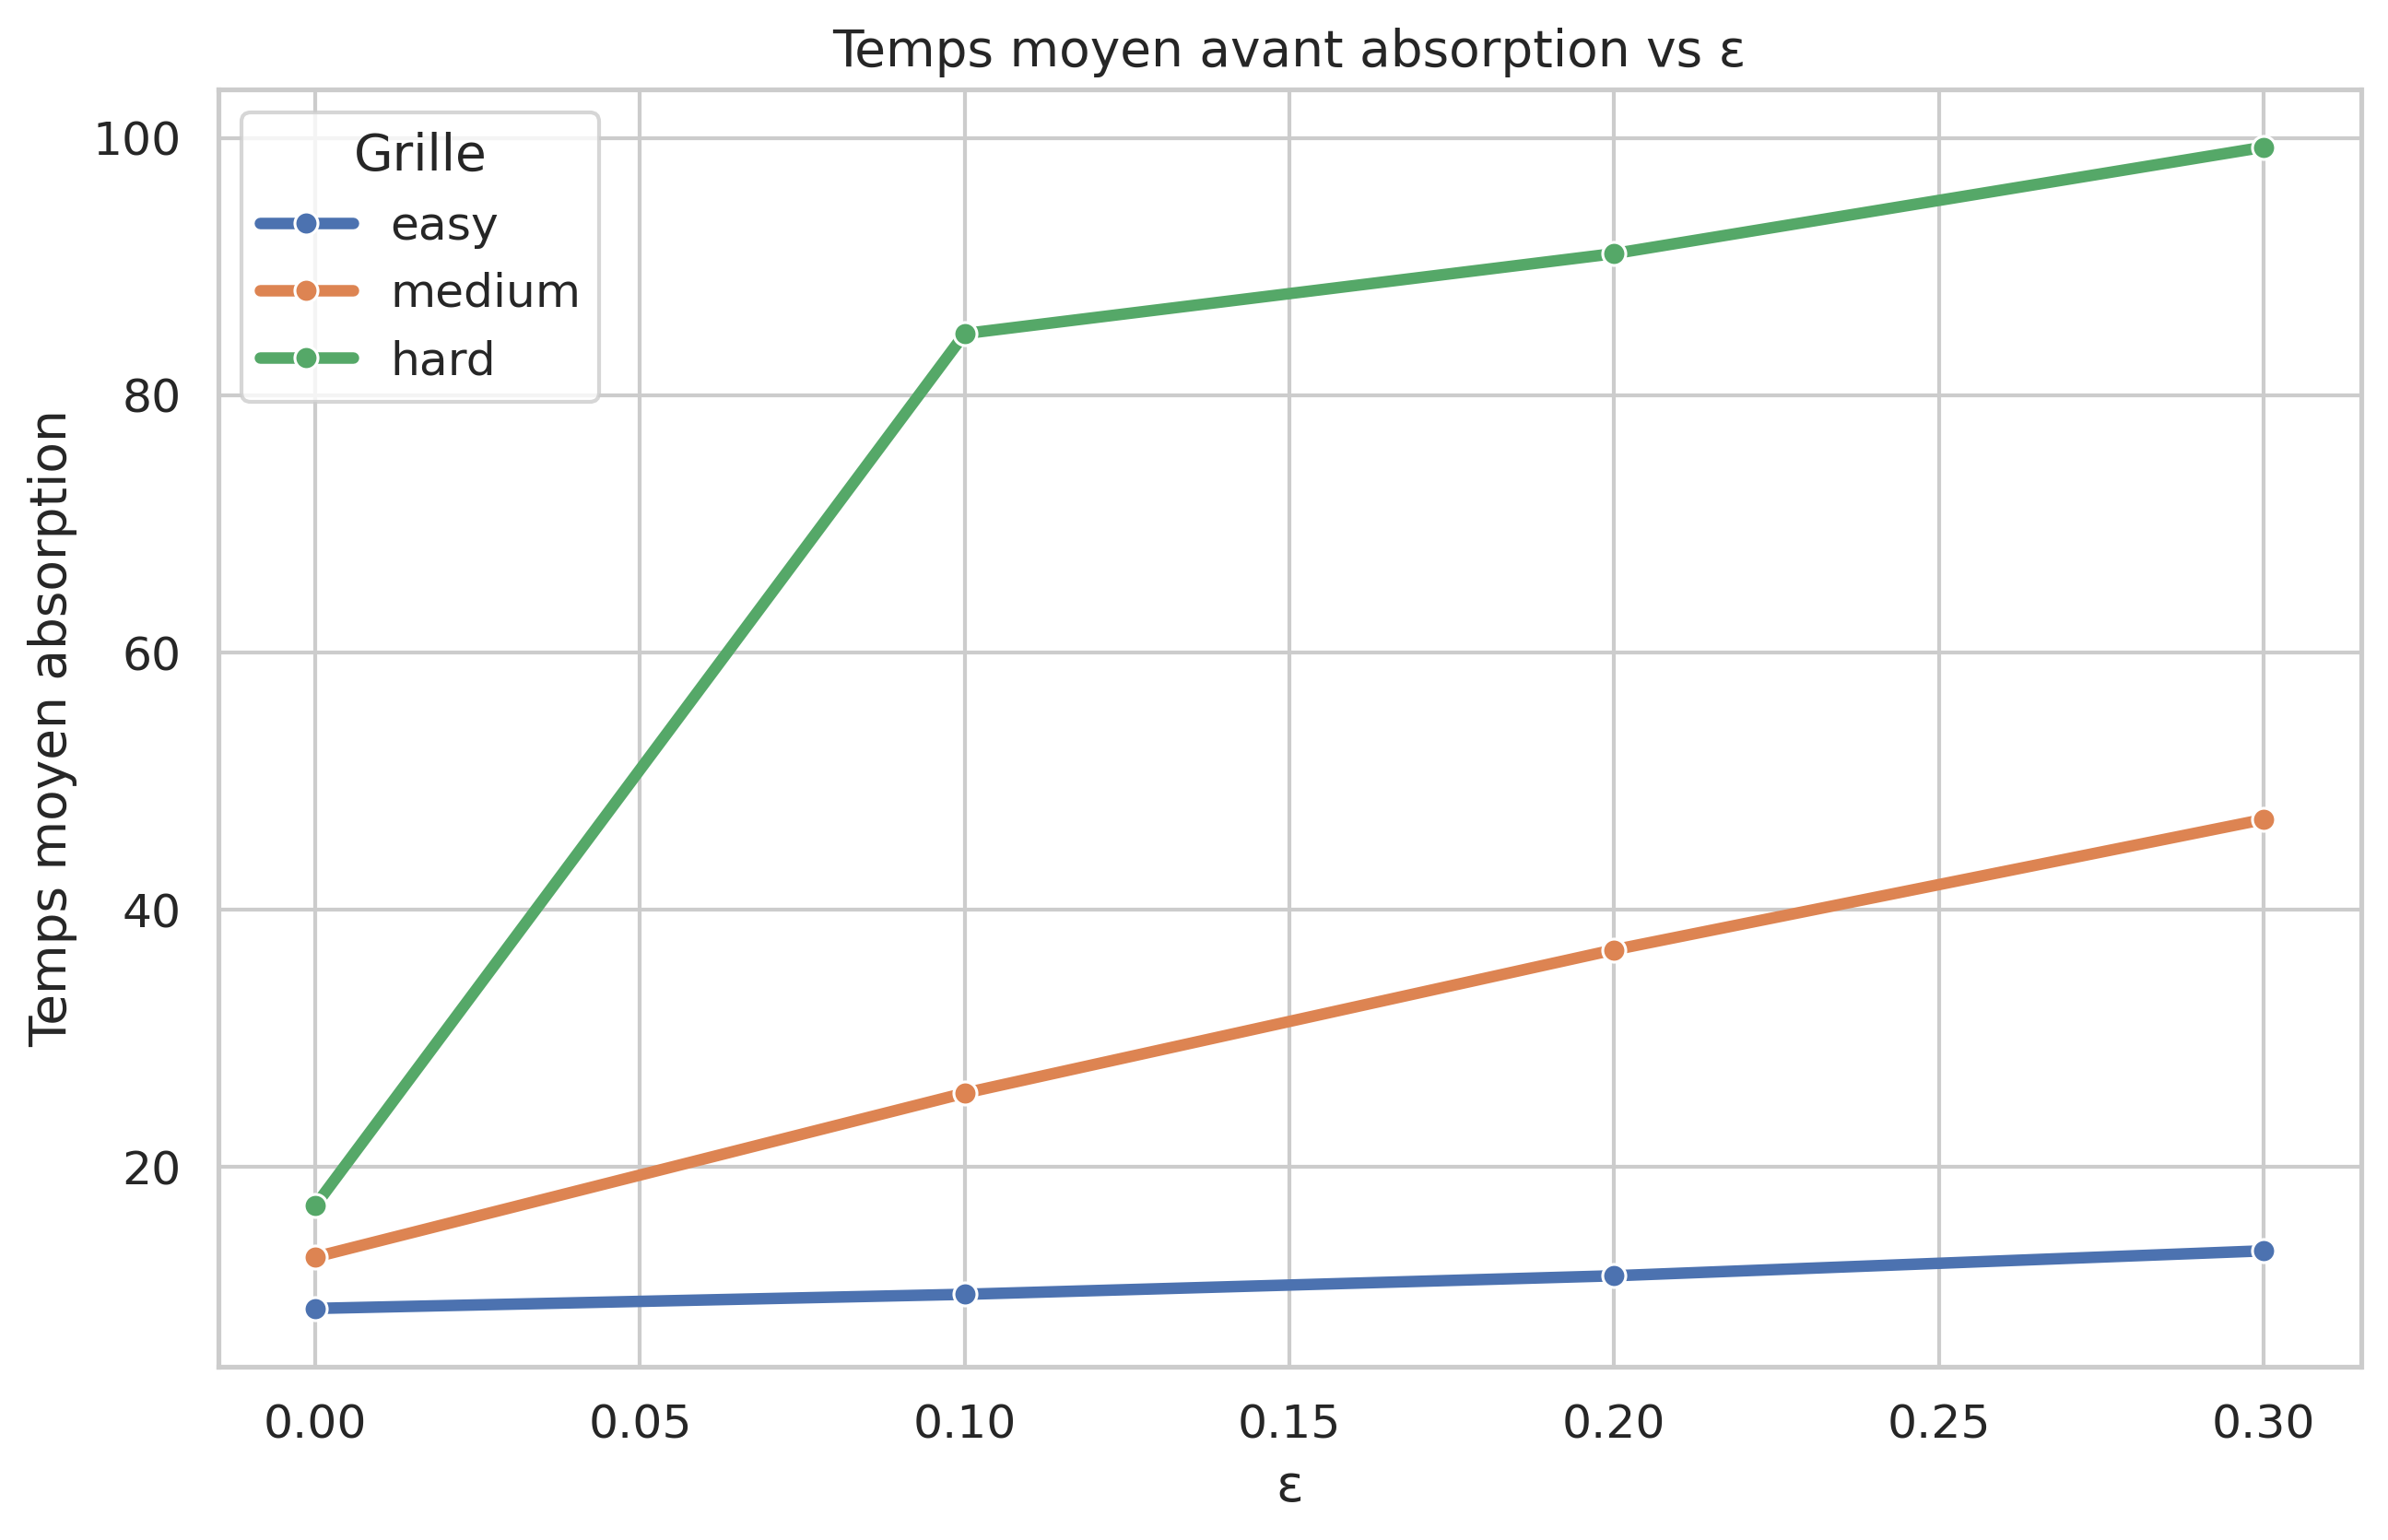 Temps moyen avant absorption vs ε
Grille
easy
medium
hard
Temps moyen absorption
100
80
60
40
20
0.00
0.05
0.10
0.15
0.20
0.25
0.30
ε